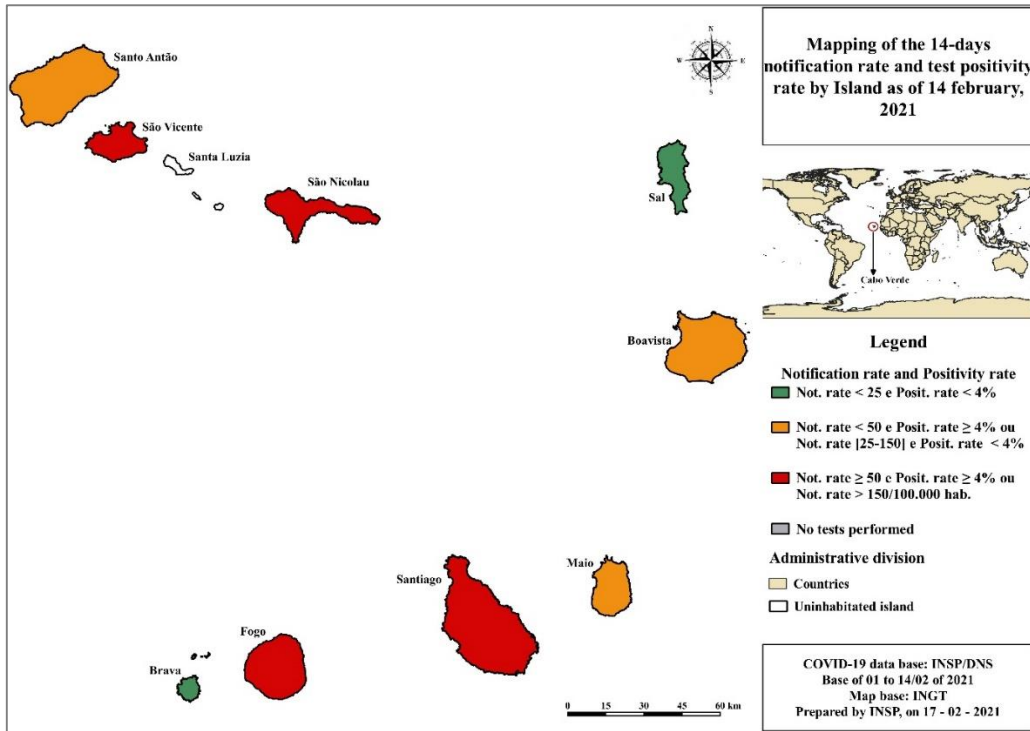 Santo Antão
São Vicente
Santa Luzia
São Nicolau
Sal
Boavista
Maio
Santiago
Fogo
Brava
N
W
E
S
0 15 30 45 60 km
Mapping of the 14-days
notification rate and test positivity
rate by Island as of 14 february,
2021
Cabo Verde
Legend
Notification rate and Positivity rate
Not. rate < 25 e Posit. rate < 4%
Not. rate < 50 e Posit. rate ≥ 4% ou
Not. rate |25-150| e Posit. rate < 4%
Not. rate ≥ 50 e Posit. rate ≥ 4% ou
Not. rate > 150/100.000 hab.
No tests performed
Administrative division
Countries
Uninhabitated island
COVID-19 data base: INSP/DNS
Base of 01 to 14/02 of 2021
Map base: INGT
Prepared by INSP, on 17 - 02 - 2021